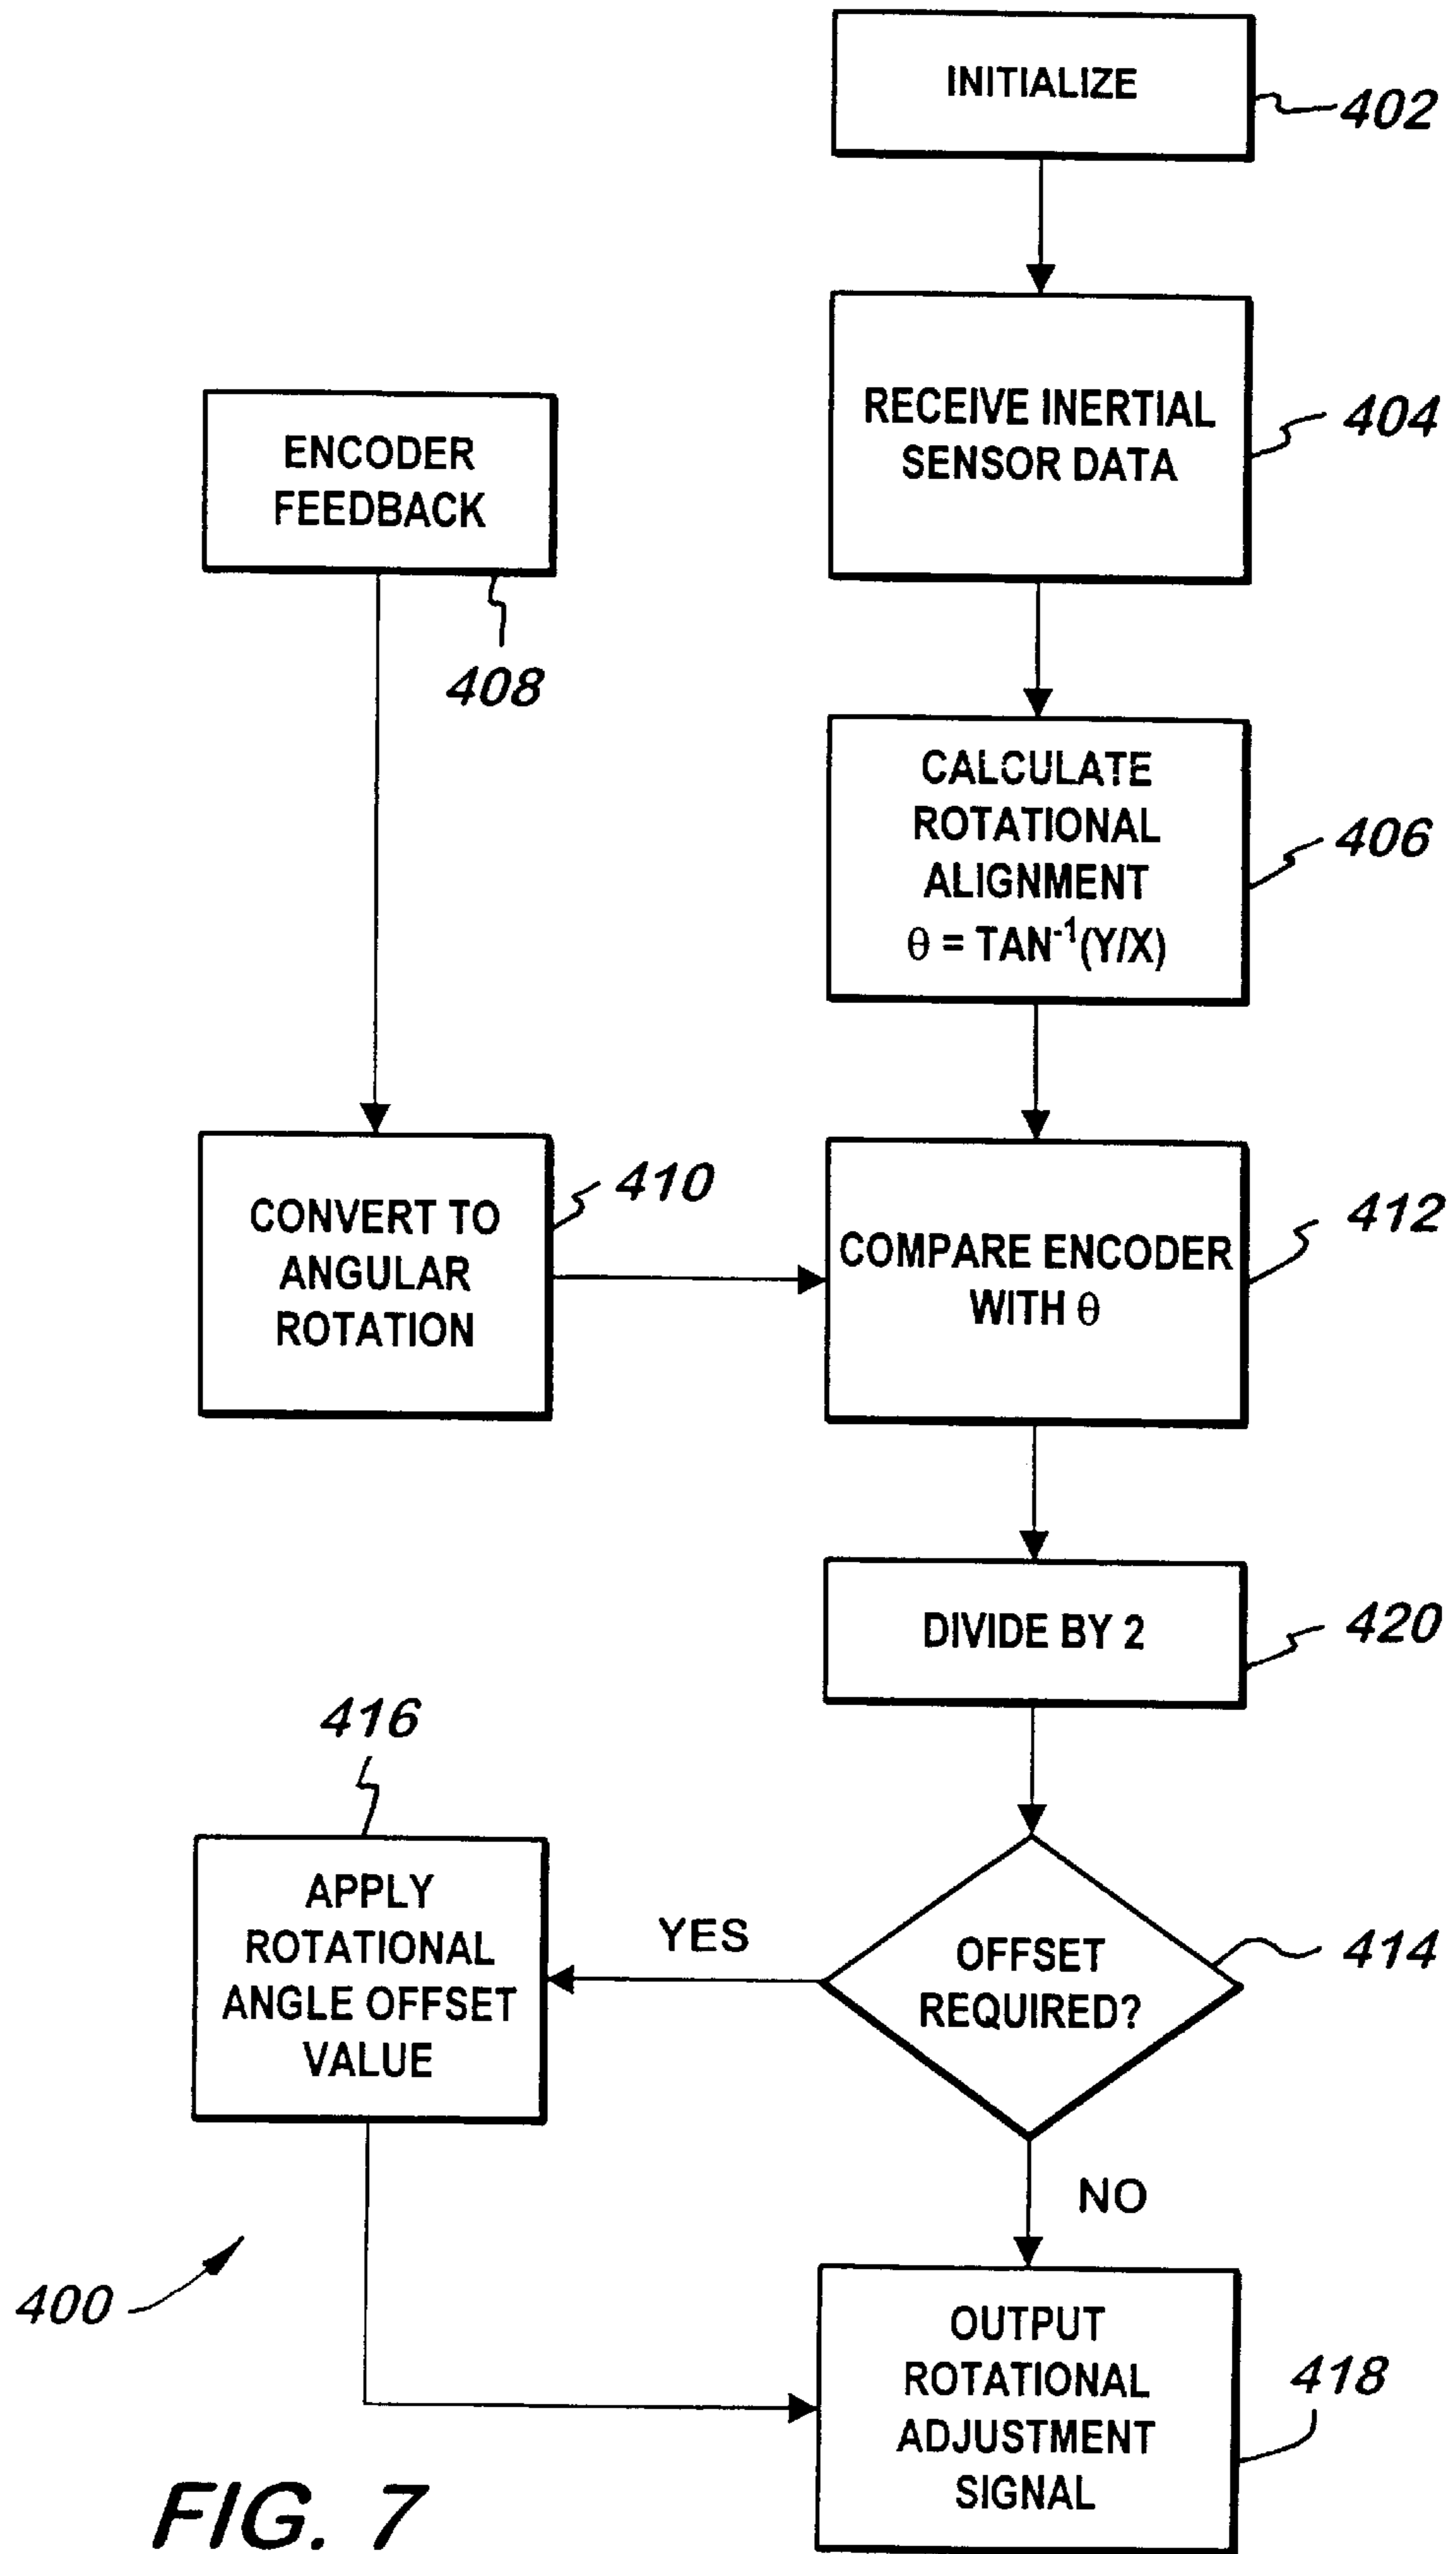 INITIALIZE
402
RECEIVE INERTIAL
SENSOR DATA
404
ENCODER
FEEDBACK
408
CALCULATE
ROTATIONAL
ALIGNMENT
θ = TAN⁻¹(Y/X)
406
CONVERT TO
ANGULAR
ROTATION
410
COMPARE ENCODER
WITH θ
412
DIVIDE BY 2
420
416
APPLY
ROTATIONAL
ANGLE OFFSET
VALUE
YES
OFFSET
REQUIRED?
414
NO
400
OUTPUT
ROTATIONAL
ADJUSTMENT
SIGNAL
418
FIG. 7